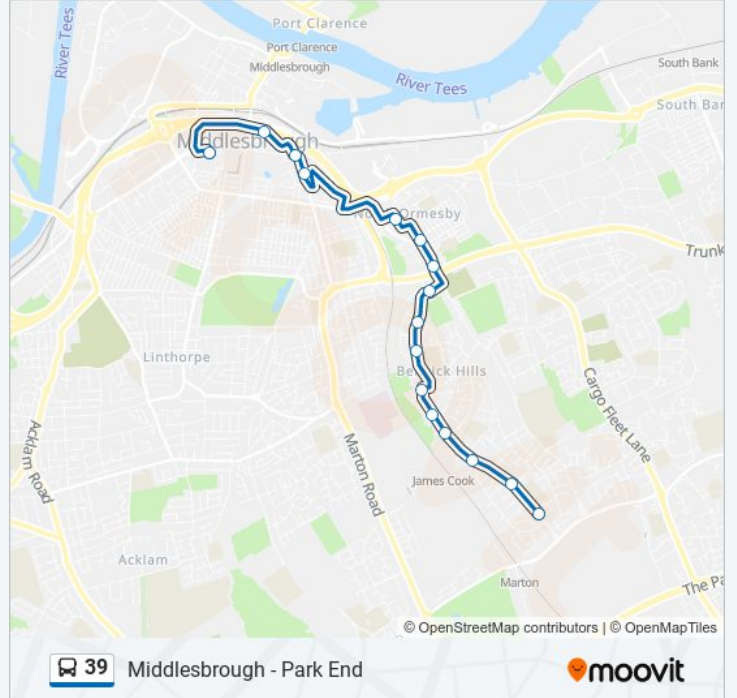 Port Clarence
Port Clarence
Middlesbrough
River Tees
River Tees
South Bank
South Bar
Middlesbrough
North Ormesby
Trunk
Linthorpe
Berwick Hills
Cargo Fleet Lane
Acklam Road
Marton Road
James Cook
Acklam
Marton
The Pa
© OpenStreetMap contributors | © OpenMapTiles
39 Middlesbrough - Park End
moovit